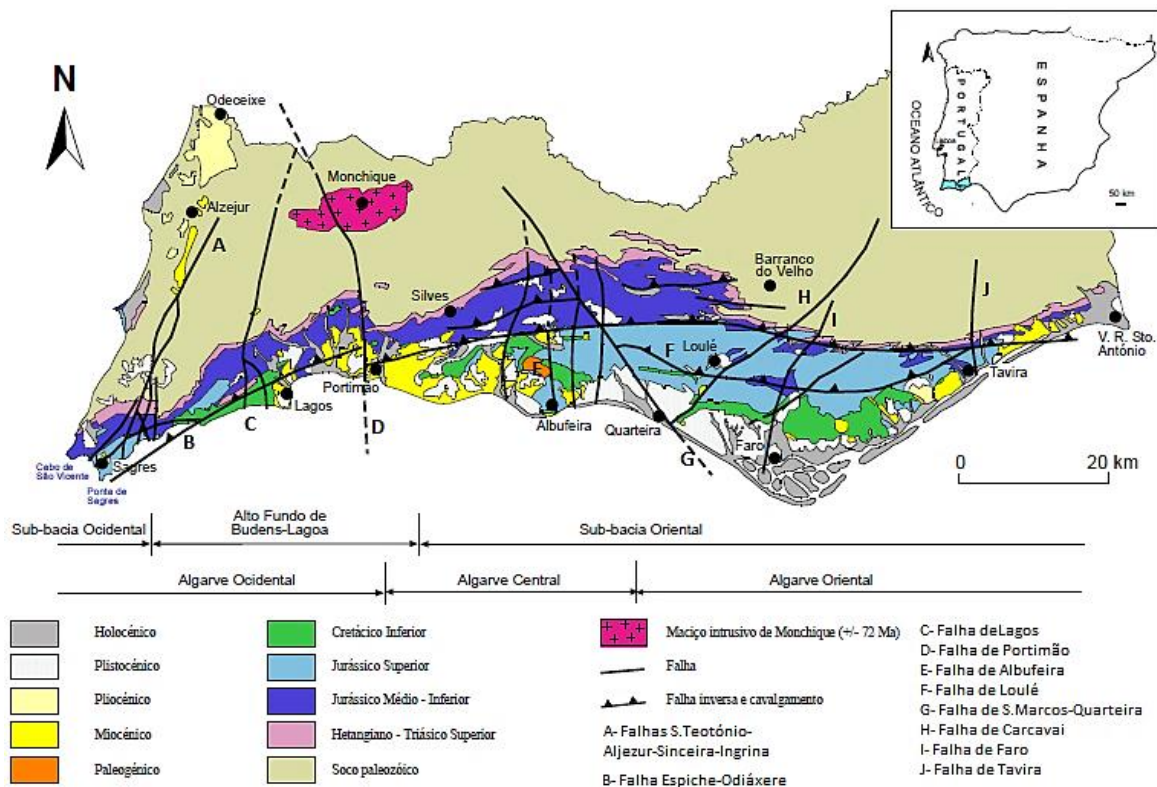 N
Odeceixe
Monchique
Alzejur
A
Silves
Barranco
do Velho
H
J
I
V. R. Sto.
António
F
Loulé
Tavira
Portimão
Lagos
C
D
B
Albufeira
Quarteira
G
Faro
Sagres
Cabo de
São Vicente
Ponta de
Sagres
0 20 km
OCEANO ATLÂNTICO
PORTUGAL
ESPANHA
50 km
Sub-bacia Ocidental
Alto Fundo de
Budens-Lagoa
Sub-bacia Oriental
Algarve Ocidental
Algarve Central
Algarve Oriental
Holocénico
Plistocénico
Pliocénico
Miocénico
Paleogénico
Cretácico Inferior
Jurássico Superior
Jurássico Médio - Inferior
Hetangiano - Triásico Superior
Soco paleozóico
Maciço intrusivo de Monchique (+/- 72 Ma)
Falha
Falha inversa e cavalgamento
A- Falhas S.Teotónio-
Aljezur-Sinceira-Ingrina
B- Falha Espiche-Odiáxere
C- Falha deLagos
D- Falha de Portimão
E- Falha de Albufeira
F- Falha de Loulé
G- Falha de S.Marcos-Quarteira
H- Falha de Carcavai
I- Falha de Faro
J- Falha de Tavira